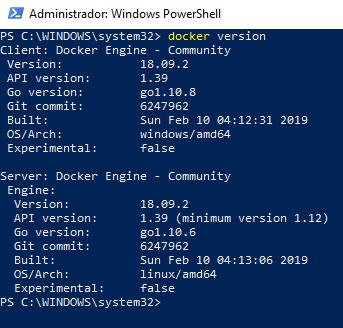 Administrador: Windows PowerShell
PS C:\WINDOWS\system32> docker version
Client: Docker Engine - Community
 Version:           18.09.2
 API version:       1.39
 Go version:        go1.10.8
 Git commit:        6247962
 Built:             Sun Feb 10 04:12:31 2019
 OS/Arch:           windows/amd64
 Experimental:      false

Server: Docker Engine - Community
 Engine:
  Version:          18.09.2
  API version:      1.39 (minimum version 1.12)
  Go version:       go1.10.6
  Git commit:       6247962
  Built:            Sun Feb 10 04:13:06 2019
  OS/Arch:          linux/amd64
  Experimental:     false
PS C:\WINDOWS\system32>